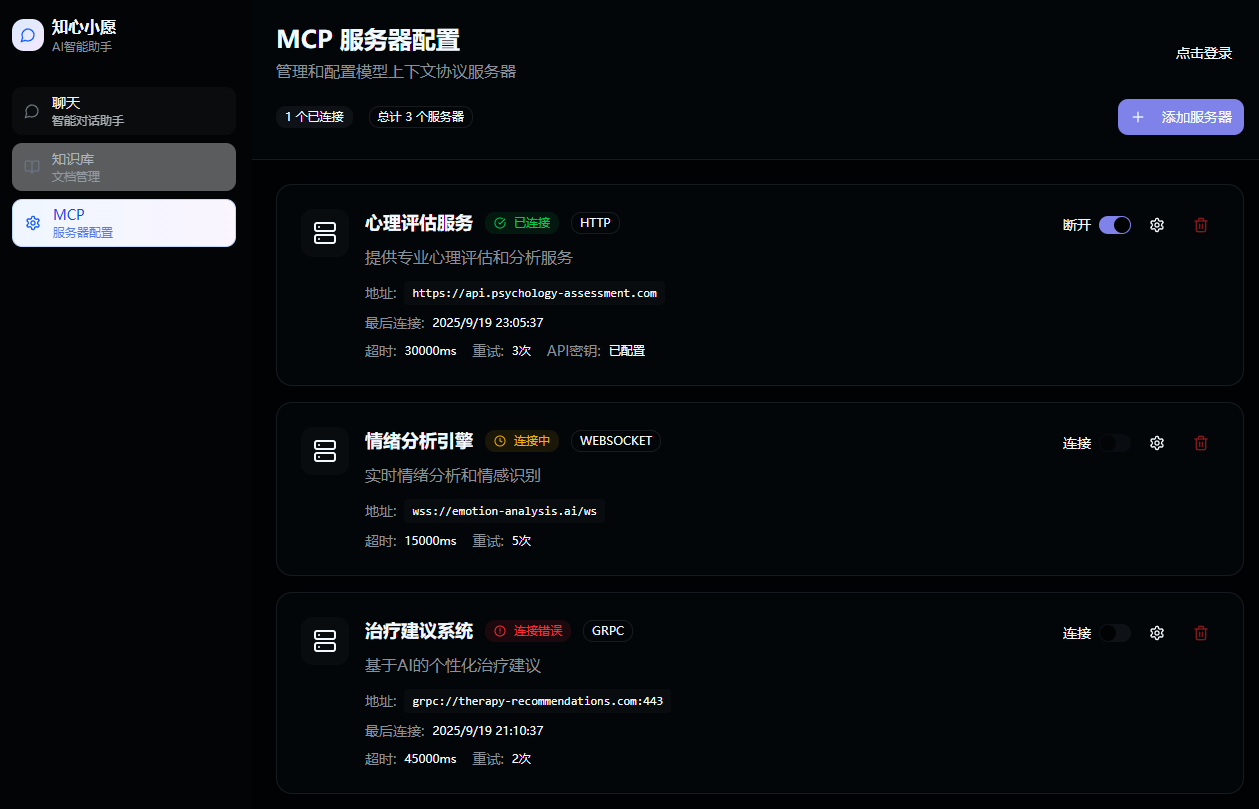 知心小愿
AI智能助手
聊天
智能对话助手
知识库
文档管理
MCP
服务器配置
MCP 服务器配置
管理和配置模型上下文协议服务器
点击登录
1 个已连接 总计 3 个服务器
+ 添加服务器
心理评估服务 已连接 HTTP 断开
提供专业心理评估和分析服务
地址: https://api.psychology-assessment.com
最后连接: 2025/9/19 23:05:37
超时: 30000ms 重试: 3次 API密钥: 已配置
情绪分析引擎 连接中 WEBSOCKET 连接
实时情绪分析和情感识别
地址: wss://emotion-analysis.ai/ws
超时: 15000ms 重试: 5次
治疗建议系统 连接错误 GRPC 连接
基于AI的个性化治疗建议
地址: grpc://therapy-recommendations.com:443
最后连接: 2025/9/19 21:10:37
超时: 45000ms 重试: 2次